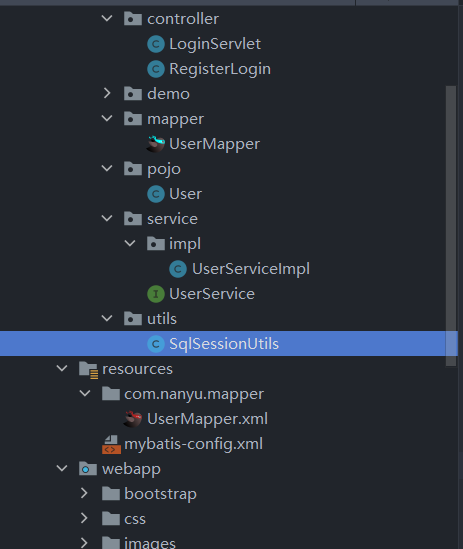 controller
LoginServlet
RegisterLogin
demo
mapper
UserMapper
pojo
User
service
impl
UserServiceImpl
UserService
utils
SqlSessionUtils
resources
com.nanyu.mapper
UserMapper.xml
mybatis-config.xml
webapp
bootstrap
css
images